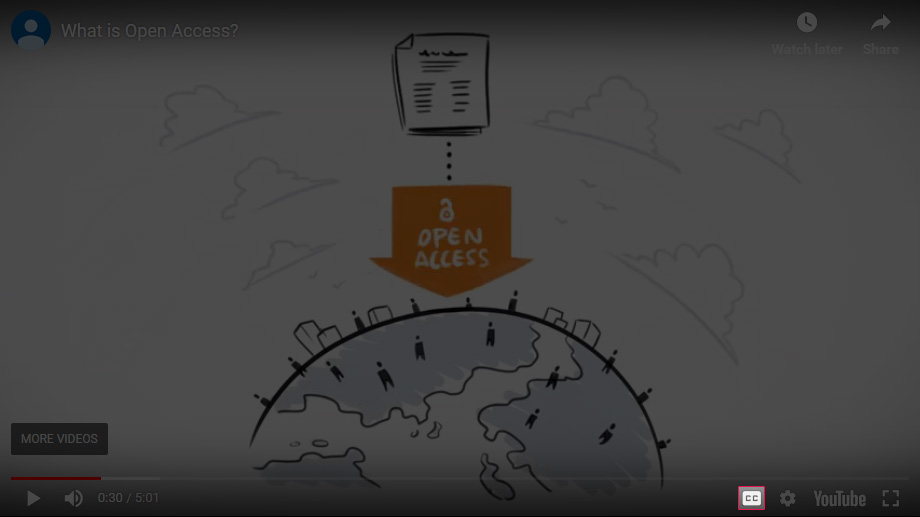 What is Open Access?
Watch later
Share
OPEN
ACCESS
MORE VIDEOS
0:30 / 5:01
CC
YouTube